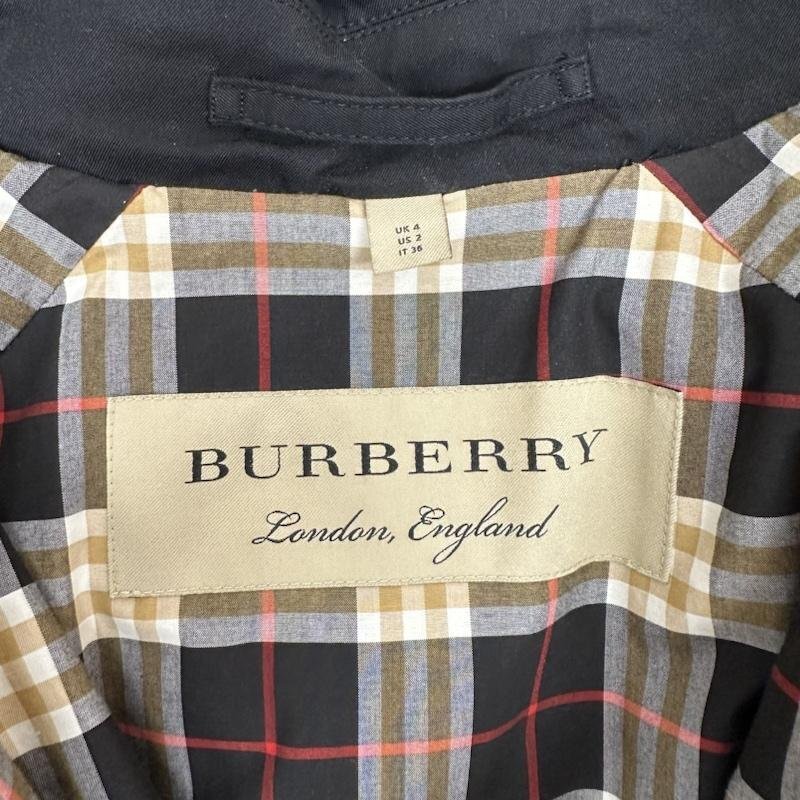 UK 4
US 2
IT 36
BURBERRY
London, England